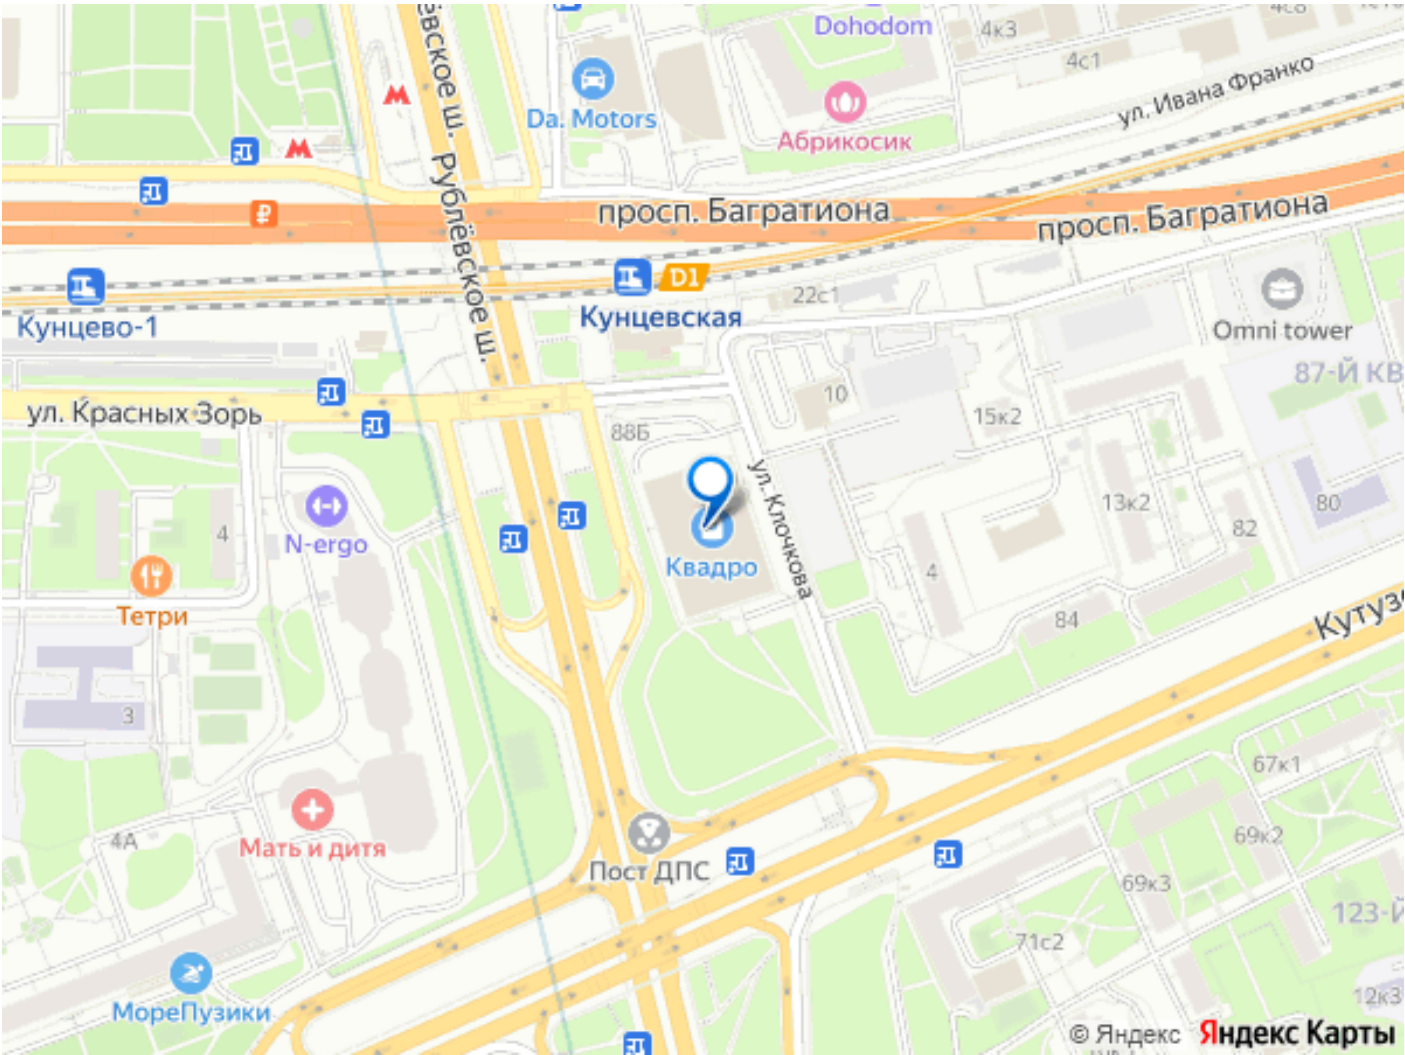 Dohodom
4к3
4с1
ул. Ивана Франко
Da. Motors
Абрикосик
Рублёвское ш.
просп. Багратиона
просп. Багратиона
₽
D1
22с1
Кунцево-1
Кунцевская
Omni tower
87-Й КВ
ул. Красных Зорь
10
15к2
88Б
ул. Клочкова
13к2
80
82
N-ergo
4
Квадро
4
Тетри
84
3
67к1
4А
Мать и дитя
Пост ДПС
69к2
69к3
123-Й
71с2
12к3
МореПузики
© Яндекс Яндекс Карты